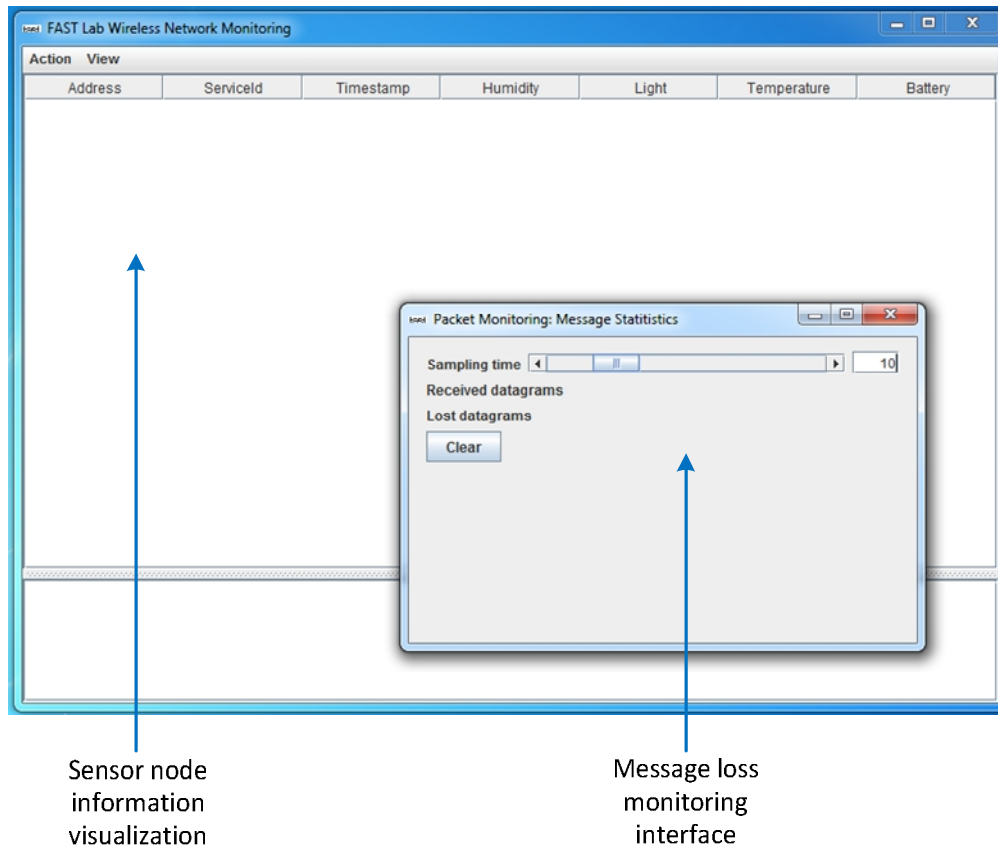 FAST Lab Wireless Network Monitoring
Action View
Address ServiceId Timestamp Humidity Light Temperature Battery
Packet Monitoring: Message Statitistics
Sampling time 10
Received datagrams
Lost datagrams
Clear
Sensor node
information
visualization
Message loss
monitoring
interface